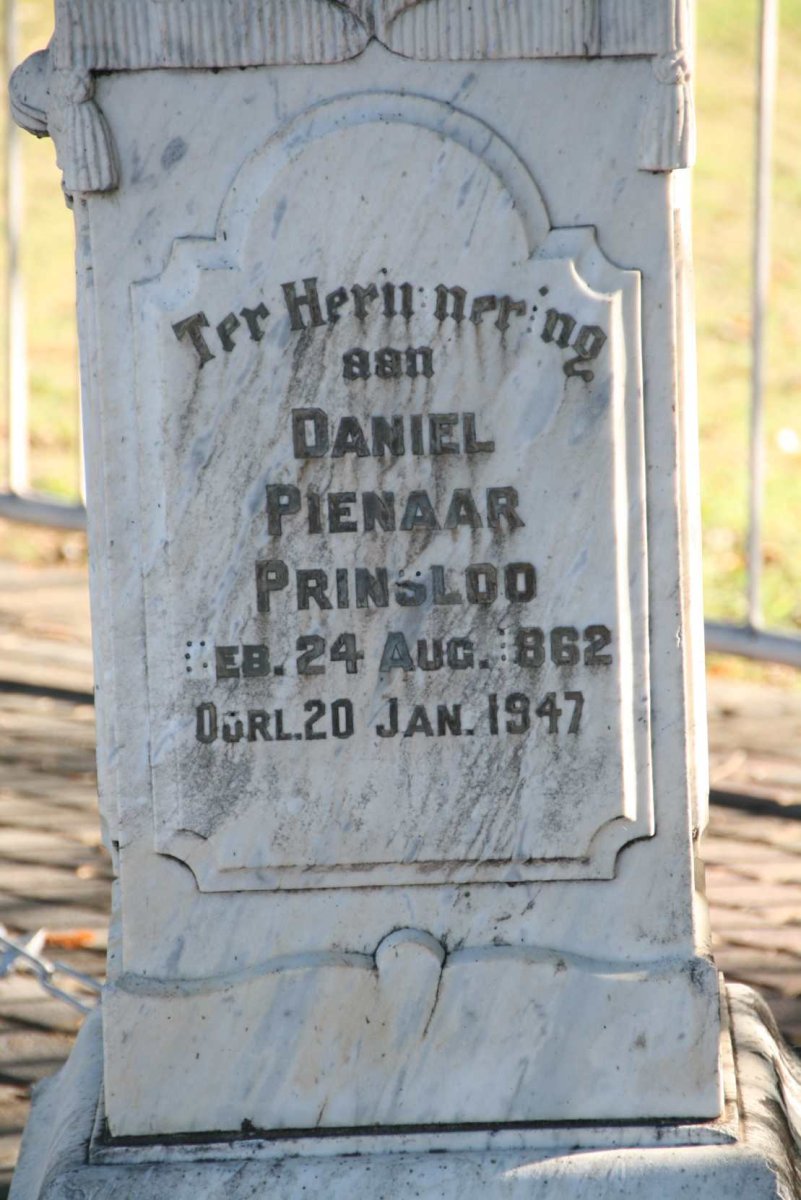 Ter Herinnering
aan
DANIEL
PIENAAR
PRINSLOO
GEB. 24 AUG. 1862
OORL. 20 JAN. 1947